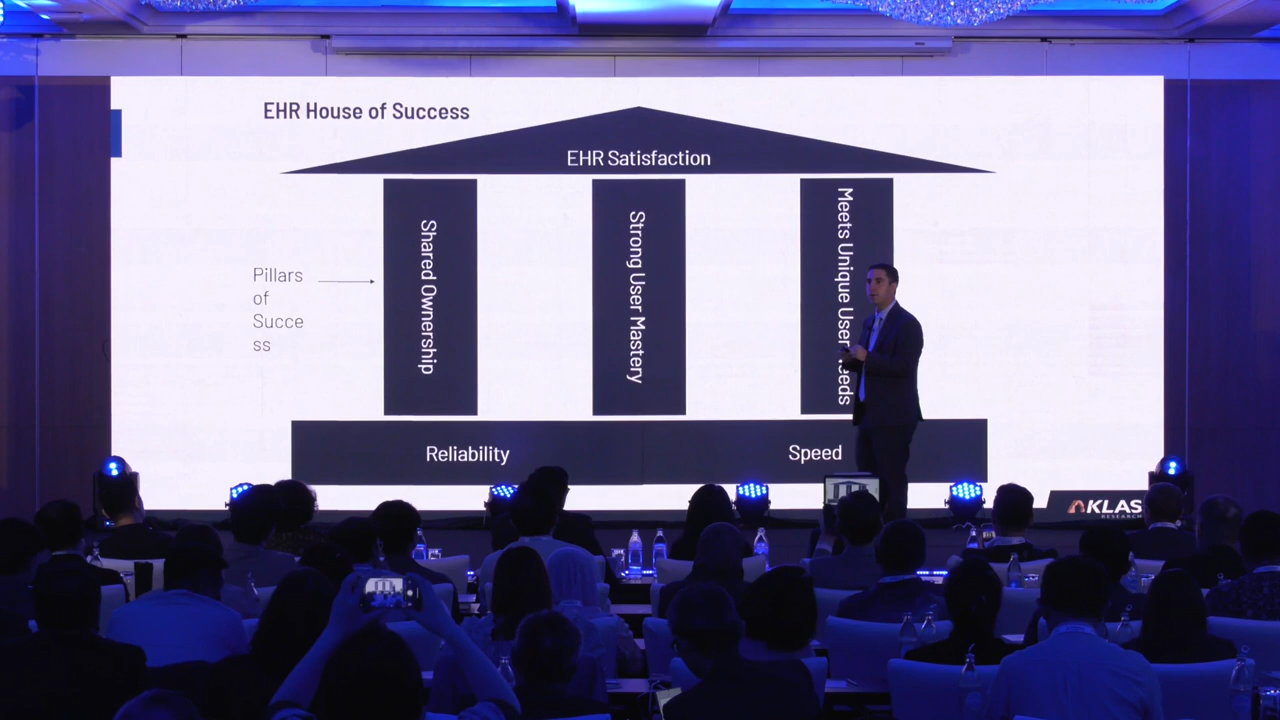 EHR House of Success
EHR Satisfaction
Pillars
of
Succe
ss
Shared Ownership
Strong User Mastery
Meets Unique User
Reliability
Speed
KLAS
RESEARCH